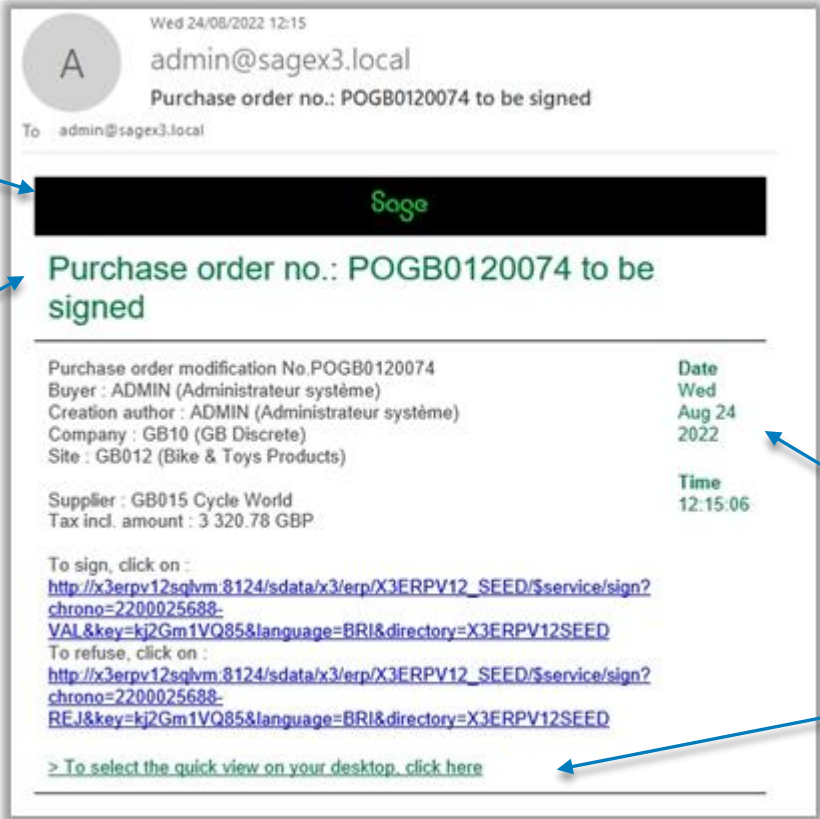 Wed 24/08/2022 12:15
A
admin@sagex3.local
Purchase order no.: POGB0120074 to be signed
To admin@sagex3.local
Sage
Purchase order no.: POGB0120074 to be
signed
Purchase order modification No.POGB0120074
Buyer : ADMIN (Administrateur système)
Creation author : ADMIN (Administrateur système)
Company : GB10 (GB Discrete)
Site : GB012 (Bike & Toys Products)
Supplier : GB015 Cycle World
Tax incl. amount : 3 320.78 GBP
Date
Wed
Aug 24
2022
Time
12:15:06
To sign, click on :
http://x3erpv12sqlvm:8124/sdata/x3/erp/X3ERPV12_SEED/$service/sign?
chrono=2200025688-
VAL&key=kj2Gm1VQ85&language=BRI&directory=X3ERPV12SEED
To refuse, click on :
http://x3erpv12sqlvm:8124/sdata/x3/erp/X3ERPV12_SEED/$service/sign?
chrono=2200025688-
REJ&key=kj2Gm1VQ85&language=BRI&directory=X3ERPV12SEED
> To select the quick view on your desktop, click here